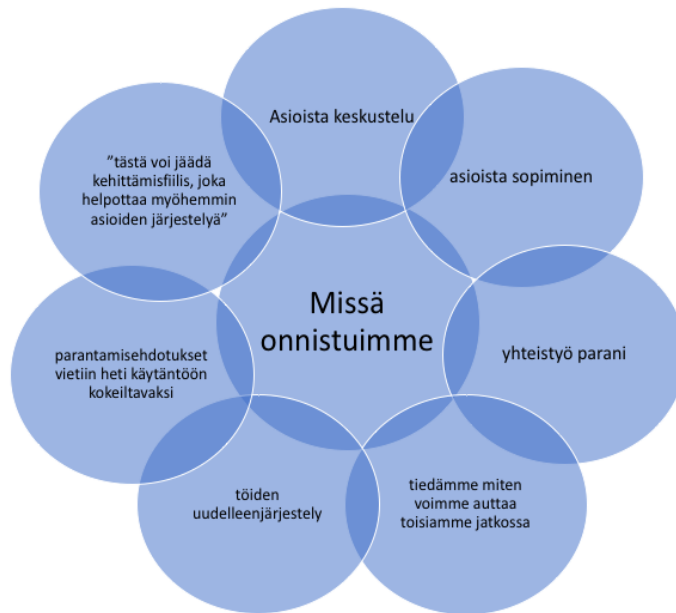 Asioista keskustelu
asioista sopiminen
yhteistyö parani
tiedämme miten
voimme auttaa
toisiamme jatkossa
töiden
uudelleenjärjestely
parantamisehdotukset
vietiin heti käytäntöön
kokeiltavaksi
”tästä voi jäädä
kehittämisfiilis, joka
helpottaa myöhemmin
asioiden järjestelyä”
Missä
onnistuimme